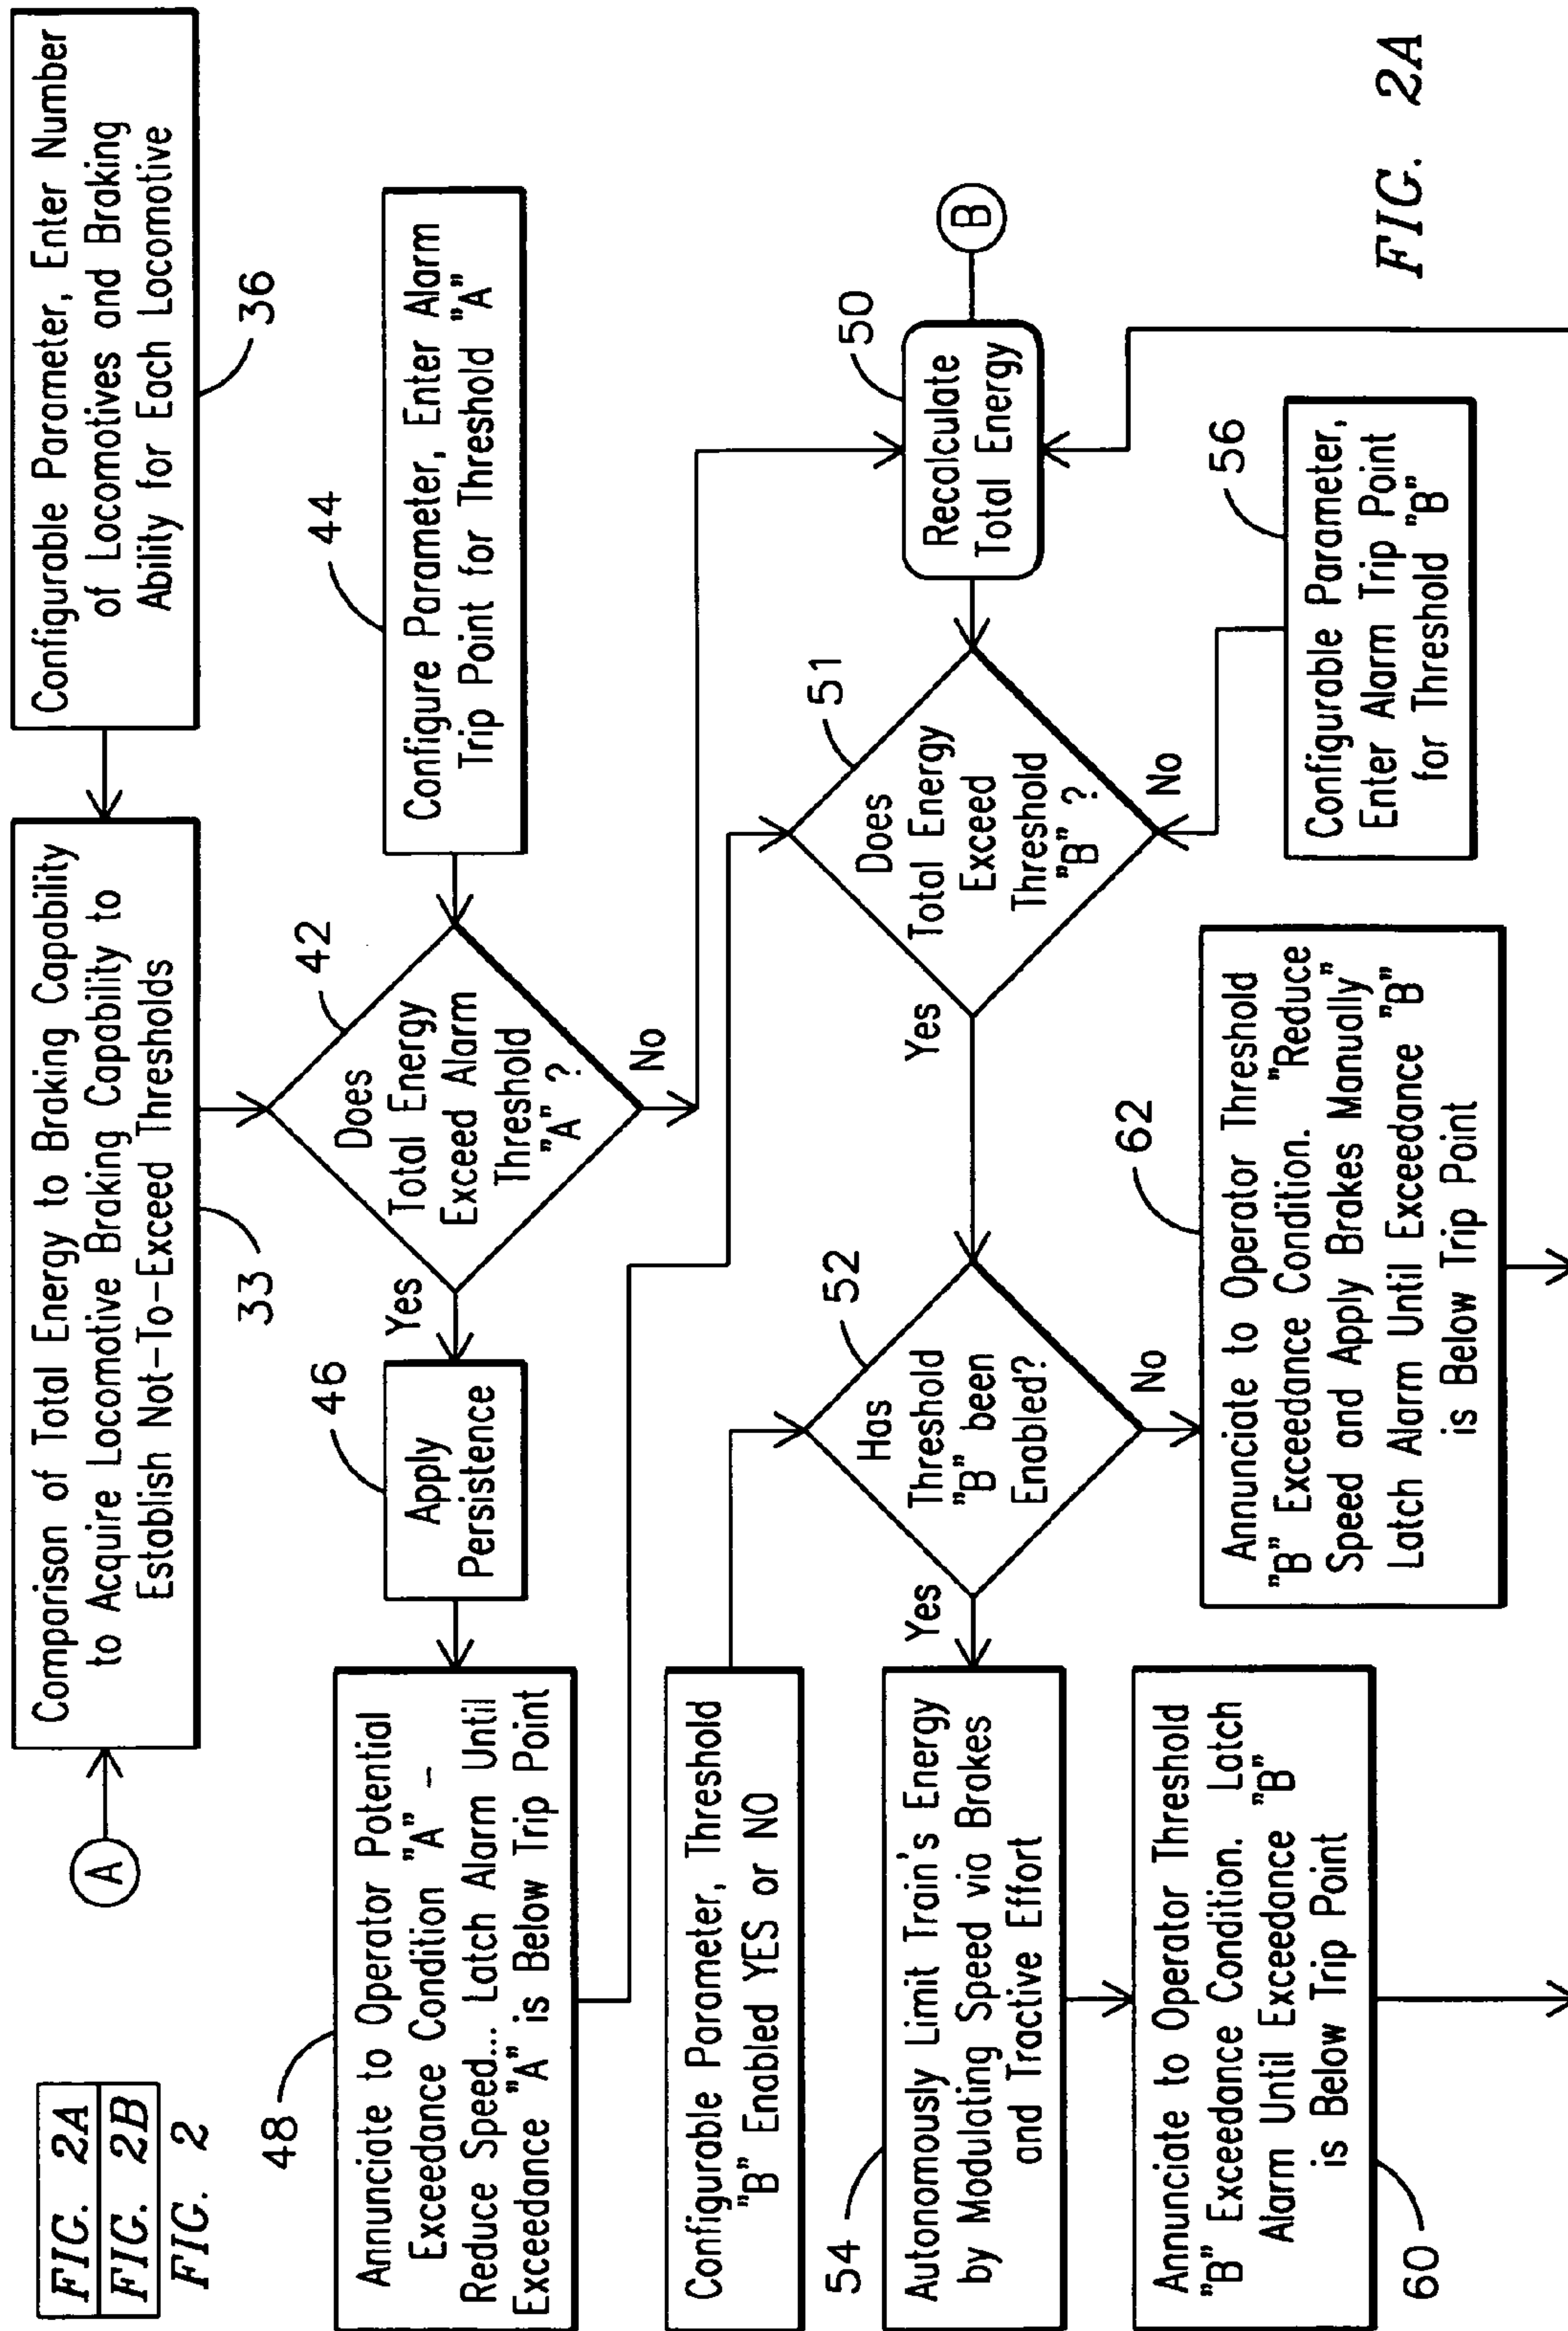 FIG. 2A
FIG. 2B
FIG. 2
A
Comparison of Total Energy to Braking Capability
to Acquire Locomotive Braking Capability to
Establish Not-To-Exceed Thresholds
33
Configurable Parameter, Enter Number
of Locomotives and Braking
Ability for Each Locomotive
36
48
Annunciate to Operator Potential
Exceedance Condition "A" –
Reduce Speed... Latch Alarm Until
Exceedance "A" is Below Trip Point
46
Apply
Persistence
Yes
42
Does
Total Energy
Exceed Alarm
Threshold
"A" ?
No
44
Configure Parameter, Enter Alarm
Trip Point for Threshold "A"
Configurable Parameter, Threshold
"B" Enabled YES or NO
54
Autonomously Limit Train's Energy
by Modulating Speed via Brakes
and Tractive Effort
Yes
52
Has
Threshold
"B" been
Enabled?
No
Yes
51
Does
Total Energy
Exceed
Threshold
"B" ?
No
50
Recalculate
Total Energy
B
Annunciate to Operator Threshold
"B" Exceedance Condition. Latch
Alarm Until Exceedance "B"
is Below Trip Point
60
62
Annunciate to Operator Threshold
"B" Exceedance Condition. "Reduce
Speed and Apply Brakes Manually"
Latch Alarm Until Exceedance "B"
is Below Trip Point
56
Configurable Parameter,
Enter Alarm Trip Point
for Threshold "B"
FIG. 2A